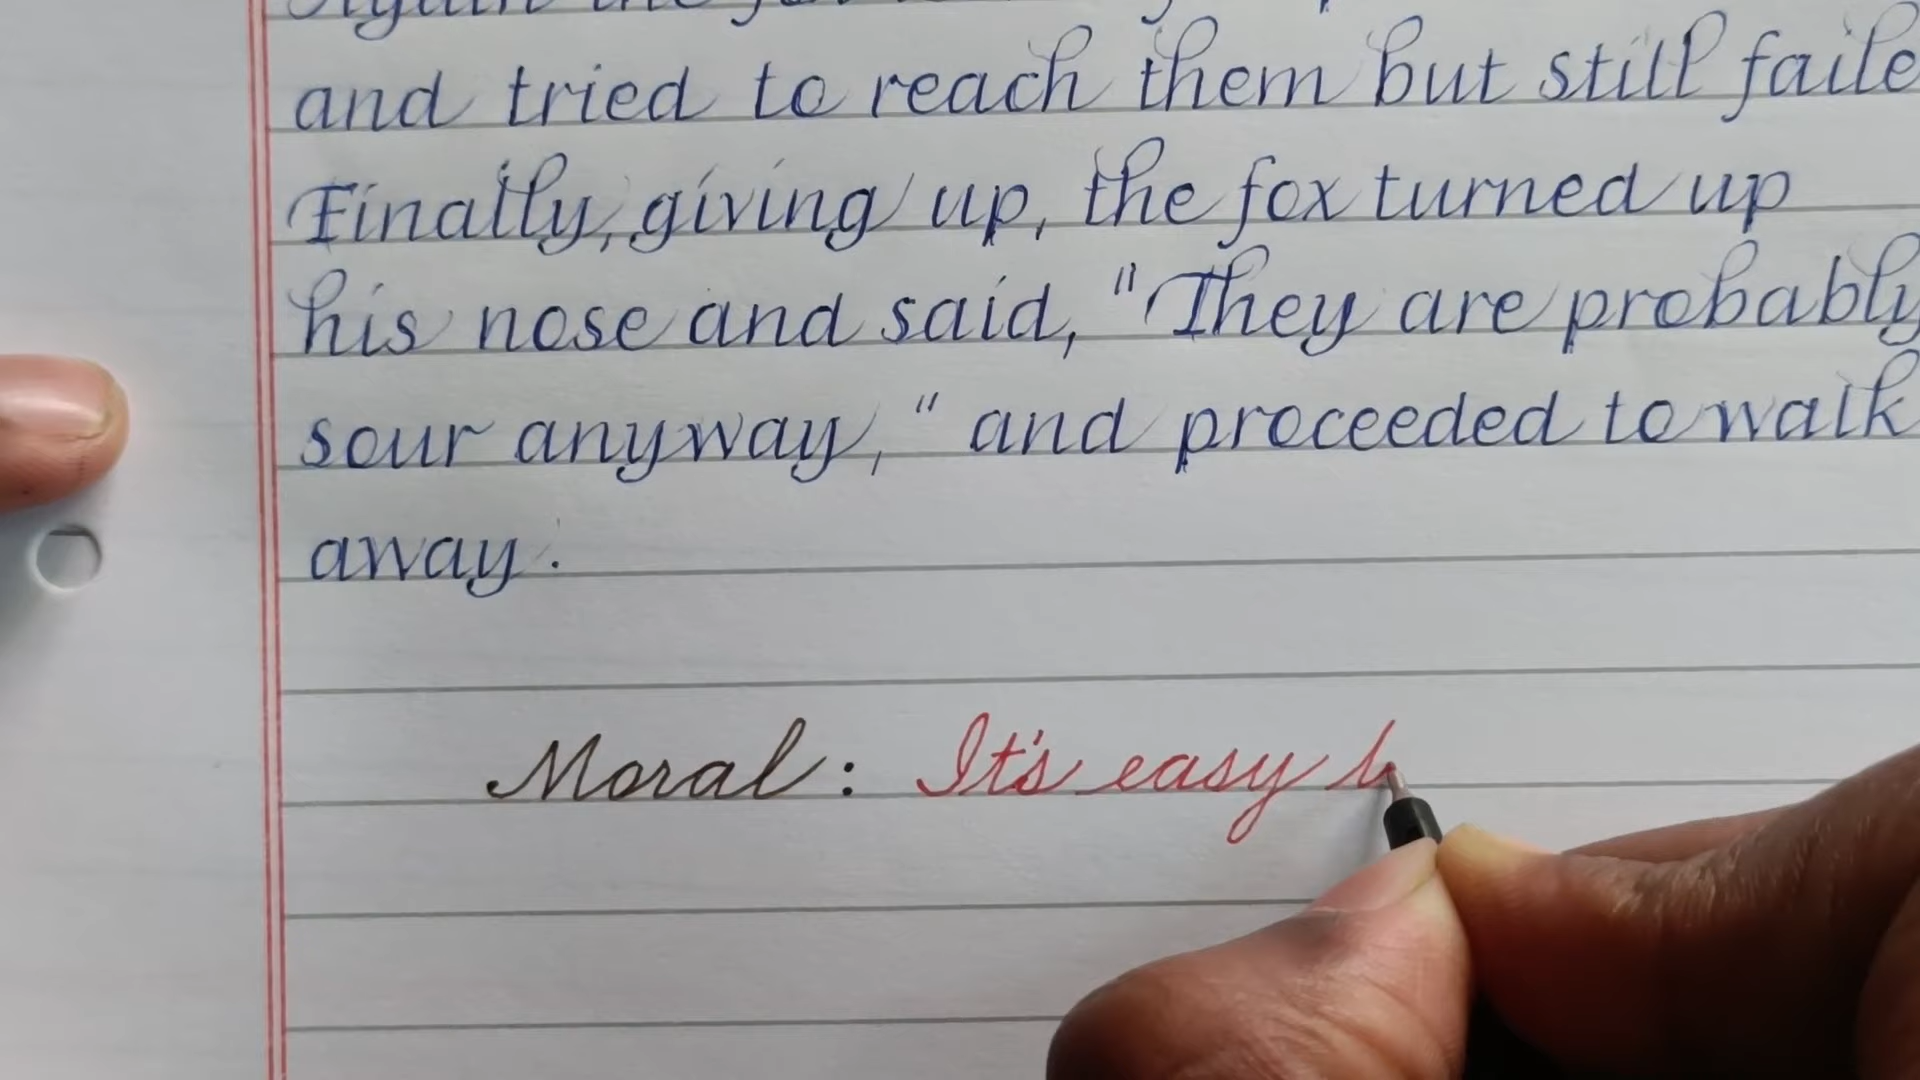 and tried to reach them but still faile
Finally, giving up, the fox turned up
his nose and said, "They are probably
sour anyway," and proceeded to walk
away.
Moral: It's easy